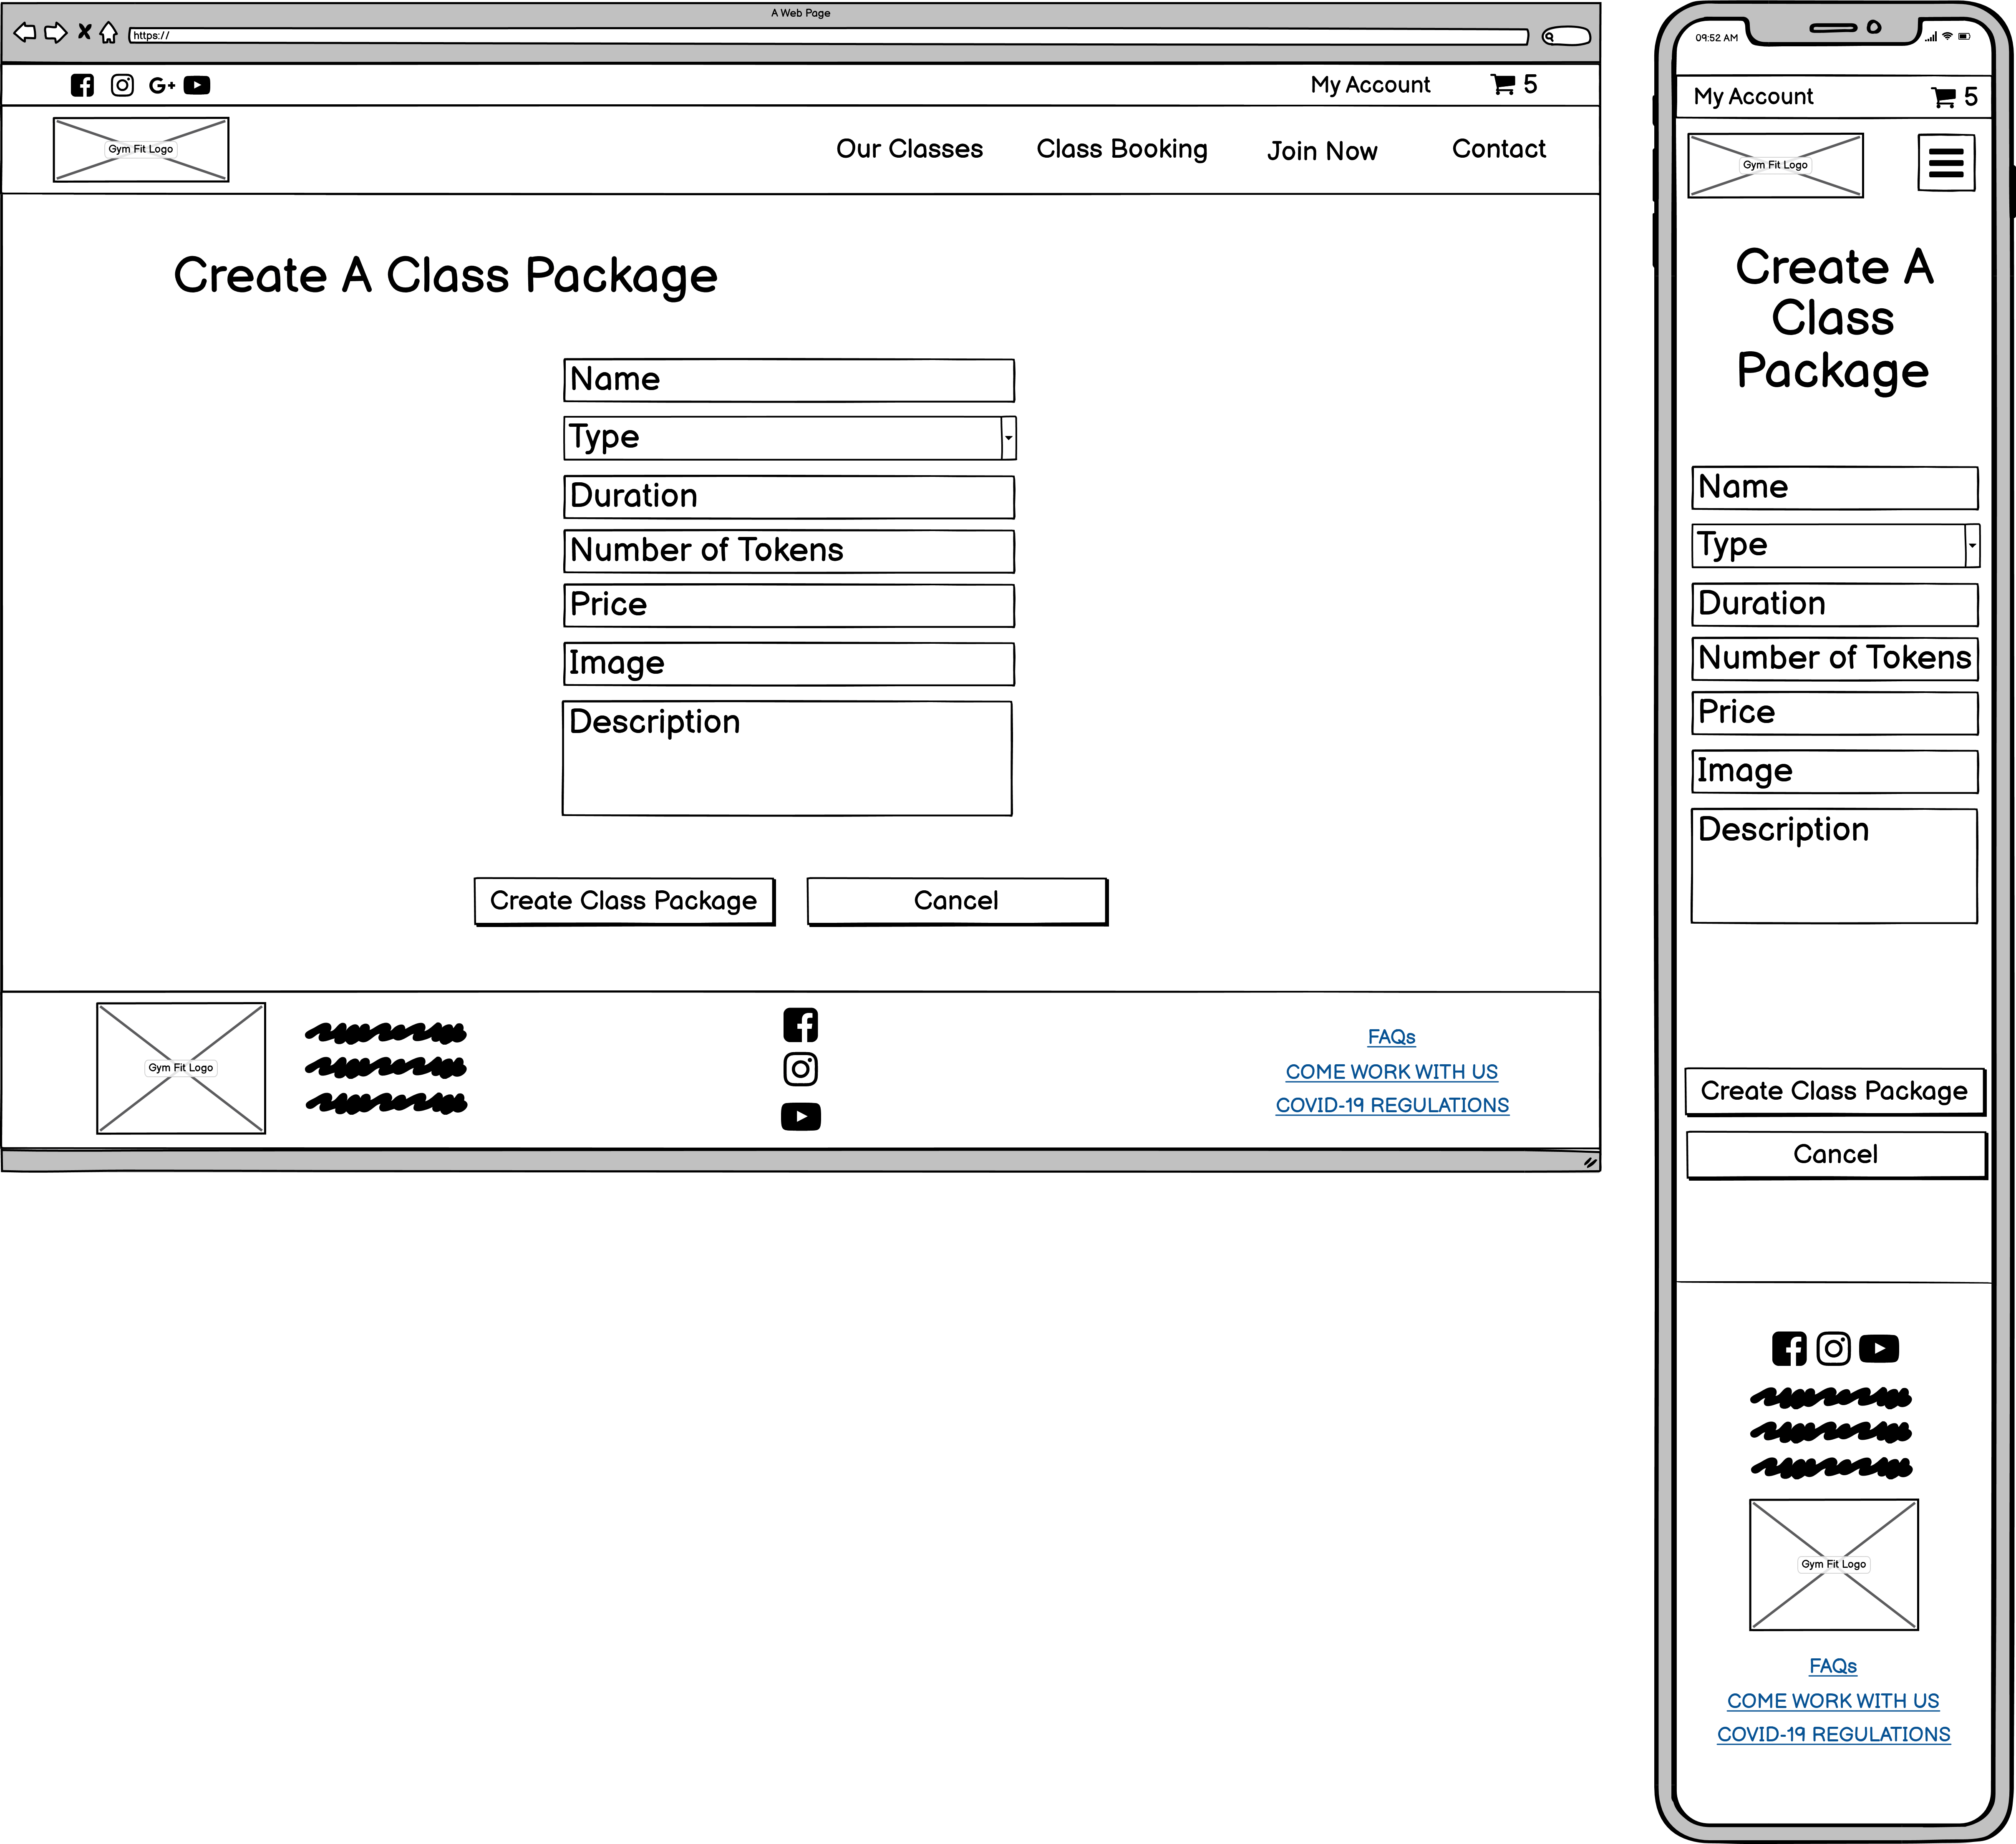 A Web Page
https://
My Account 5
Gym Fit Logo
Our Classes Class Booking Join Now Contact
Create A Class Package
Name
Type
Duration
Number of Tokens
Price
Image
Description
Create Class Package Cancel
Gym Fit Logo
FAQs
COME WORK WITH US
COVID-19 REGULATIONS
09:52 AM
My Account 5
Gym Fit Logo
Create A
Class
Package
Name
Type
Duration
Number of Tokens
Price
Image
Description
Create Class Package
Cancel
Gym Fit Logo
FAQs
COME WORK WITH US
COVID-19 REGULATIONS